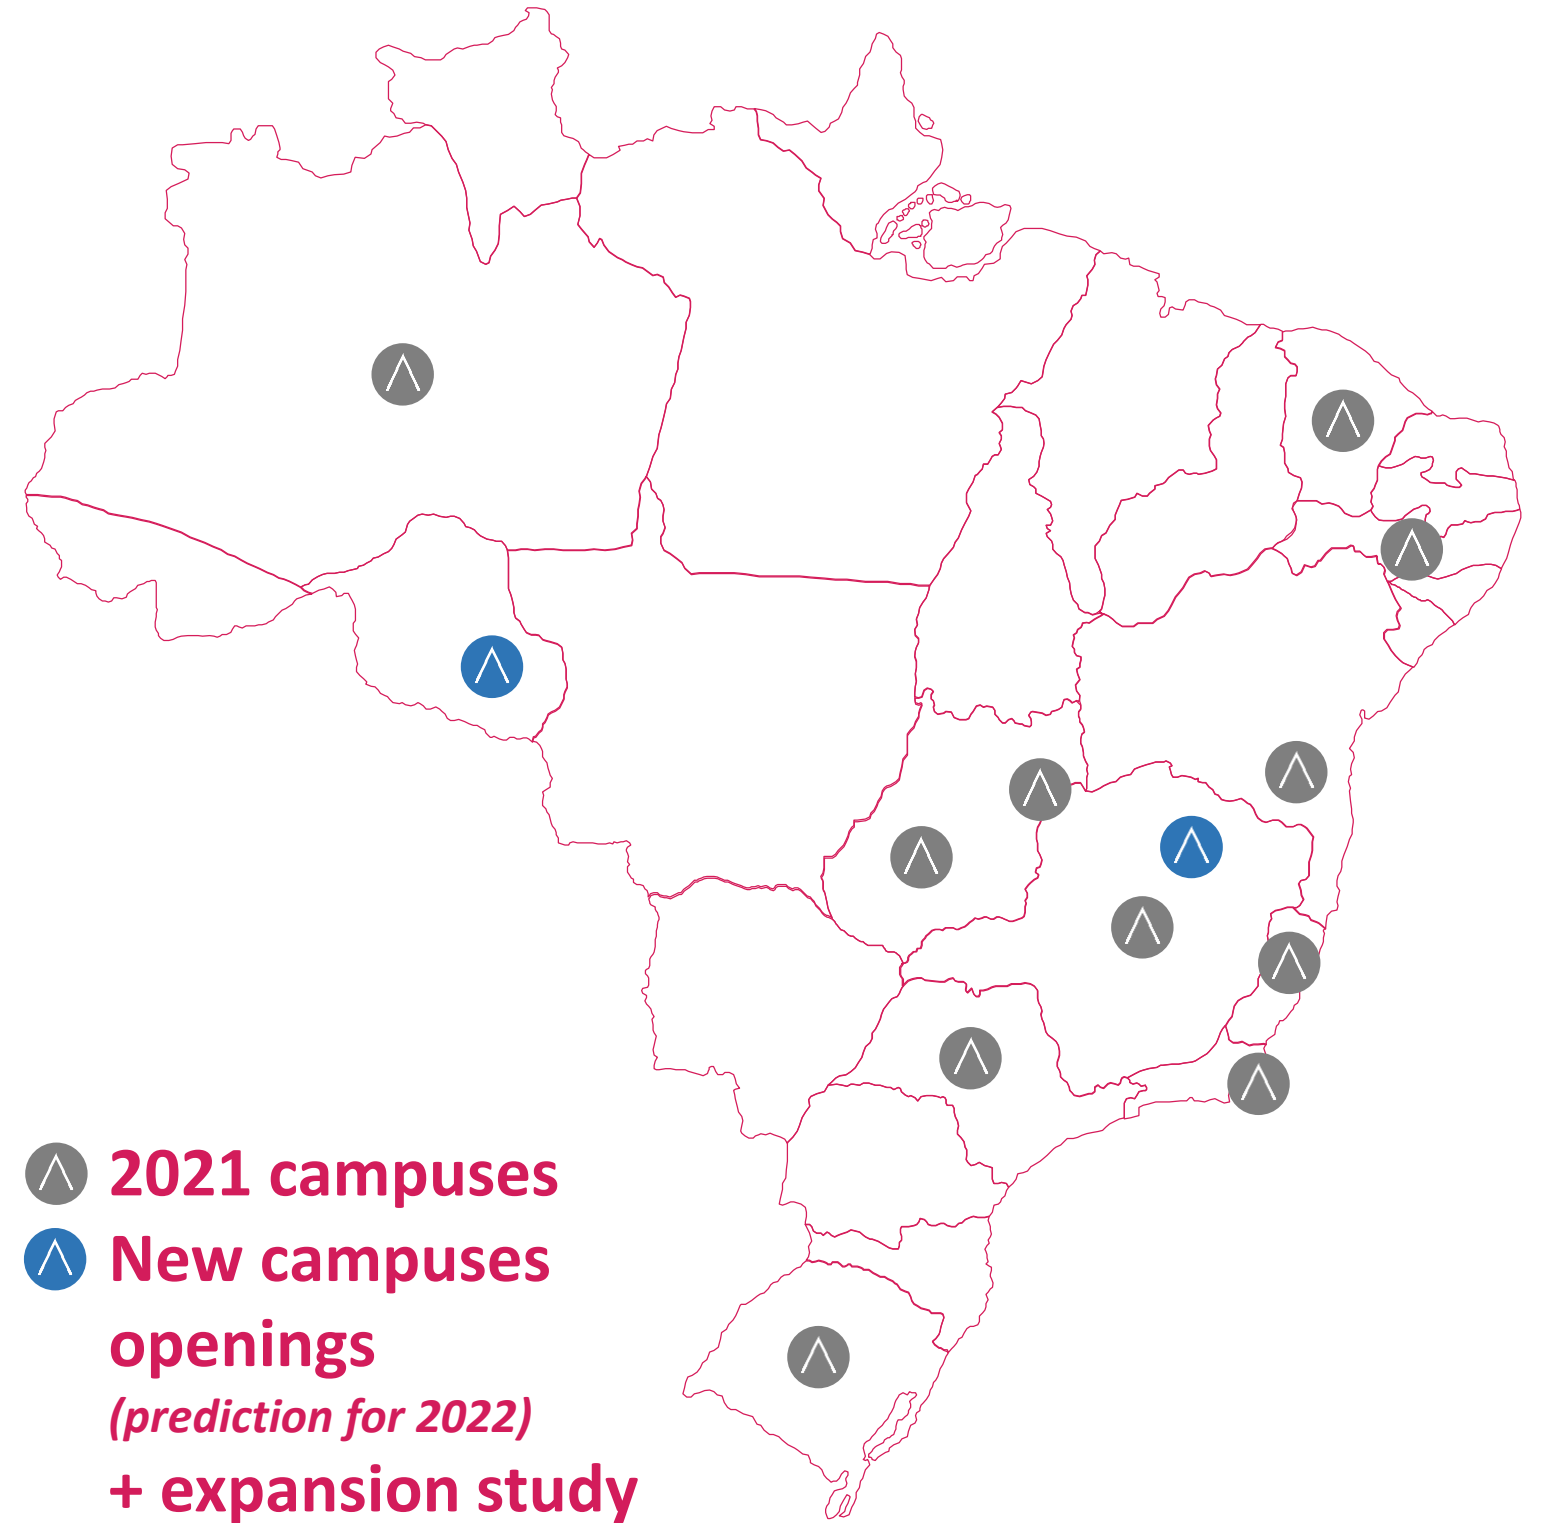 2021 campuses
New campuses
openings
(prediction for 2022)
+ expansion study